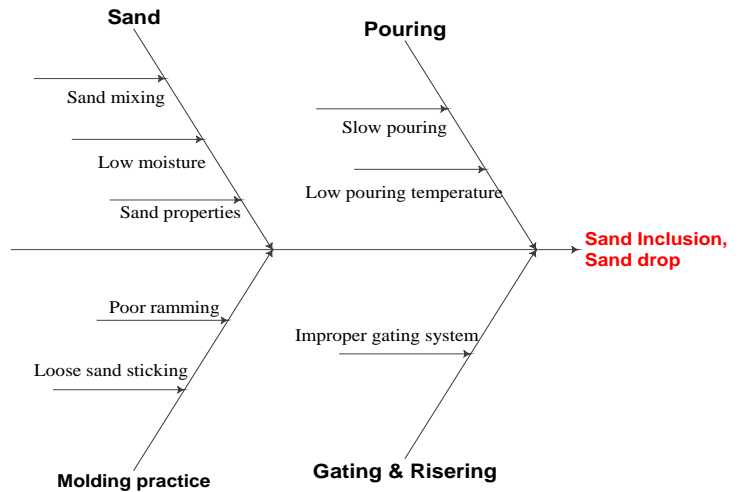 Sand
Pouring
Sand mixing
Slow pouring
Low moisture
Low pouring temperature
Sand properties
Sand Inclusion,
Sand drop
Poor ramming
Improper gating system
Loose sand sticking
Molding practice
Gating & Risering